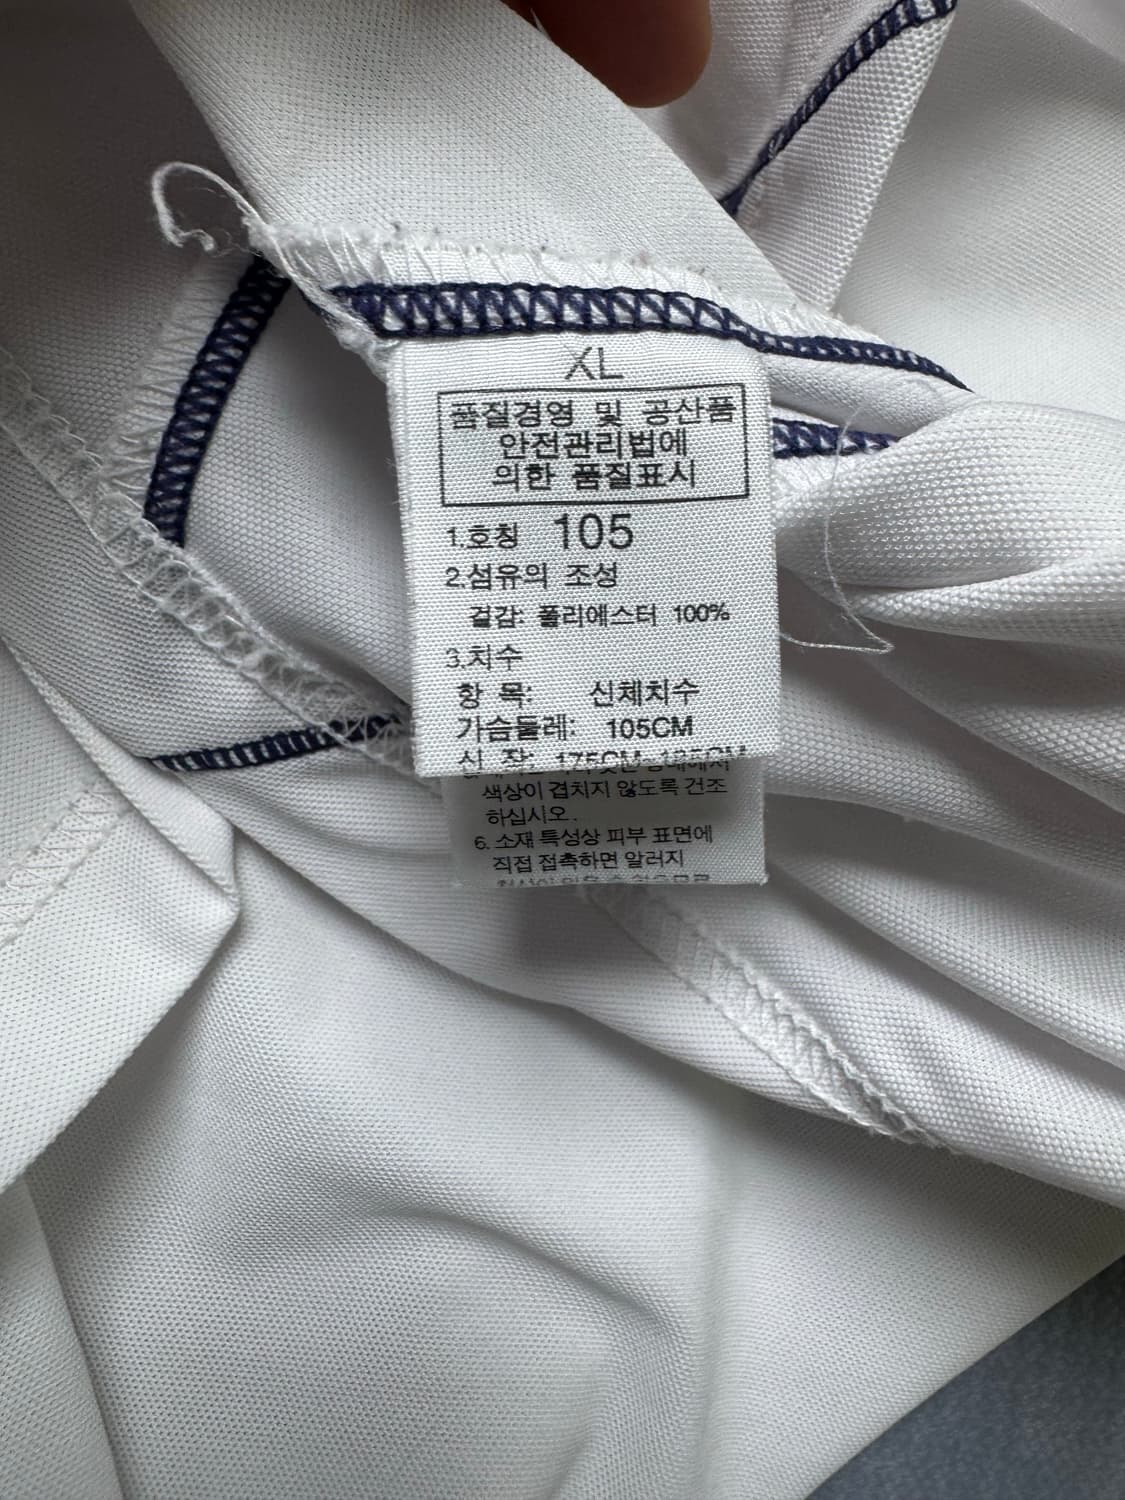 XL
품질경영 및 공산품
안전관리법에
의한 품질표시
1.호칭 105
2.섬유의 조성
겉감: 폴리에스터 100%
3.치수
항 목: 신체치수
가슴둘레: 105CM
신 장: 175CM-185CM
색상이 겹치지 않도록 건조
하십시오.
6. 소재 특성상 피부 표면에
직접 접촉하면 알러지